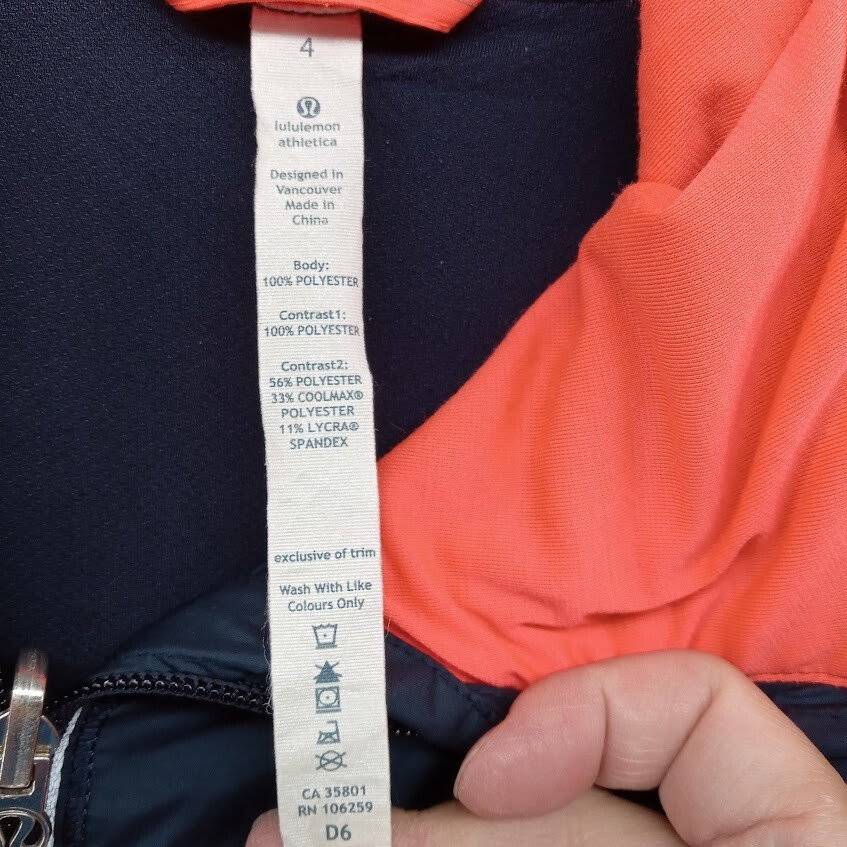 4
lululemon
athletica
Designed in
Vancouver
Made in
China
Body:
100% POLYESTER
Contrast1:
100% POLYESTER
Contrast2:
56% POLYESTER
33% COOLMAX®
POLYESTER
11% LYCRA®
SPANDEX
exclusive of trim
Wash With Like
Colours Only
CA 35801
RN 106259
D6